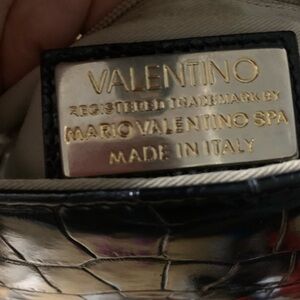 VALENTINO
REGISTERED TRADEMARK BY
MARIO VALENTINO SPA
MADE IN ITALY